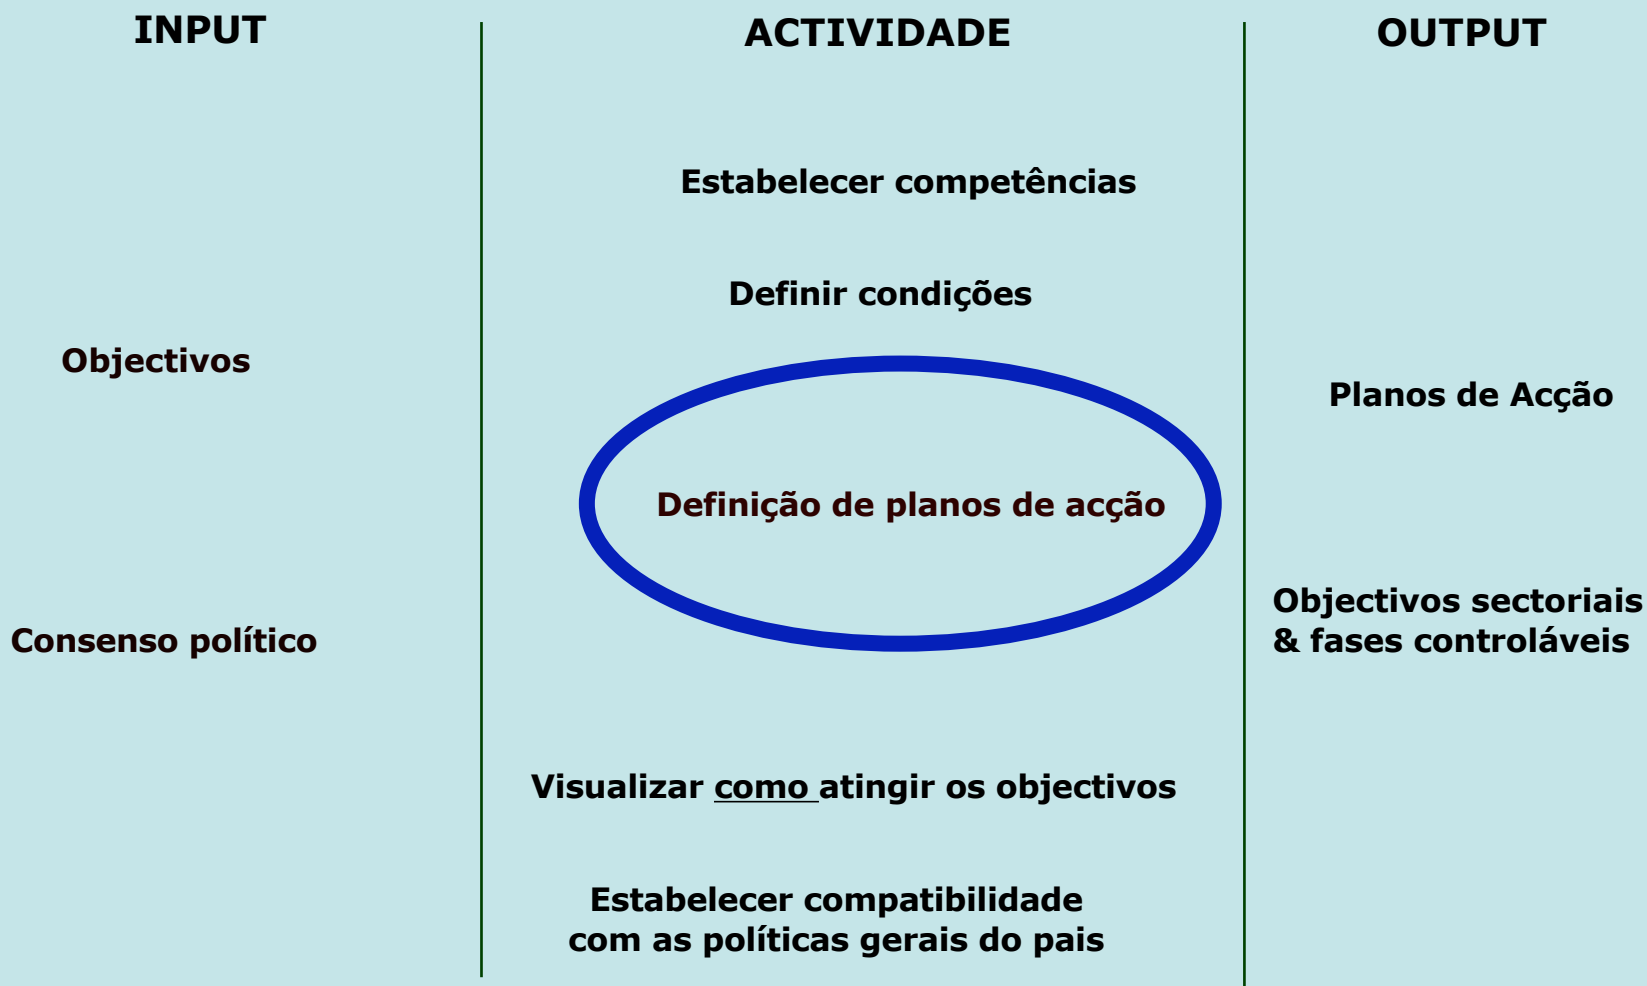 INPUT
Objectivos
Consenso político
ACTIVIDADE
Estabelecer competências
Definir condições
Definição de planos de acção
Visualizar como atingir os objectivos
Estabelecer compatibilidade
com as políticas gerais do pais
OUTPUT
Planos de Acção
Objectivos sectoriais
& fases controláveis